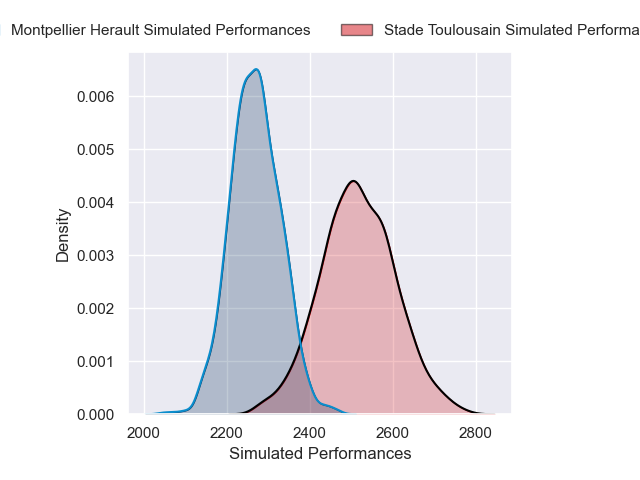 Montpellier Herault Simulated Performances Stade Toulousain Simulated Performa
0.006
0.005
0.004
0.003
0.002
0.001
0.000
Density
2000 2200 2400 2600 2800
Simulated Performances